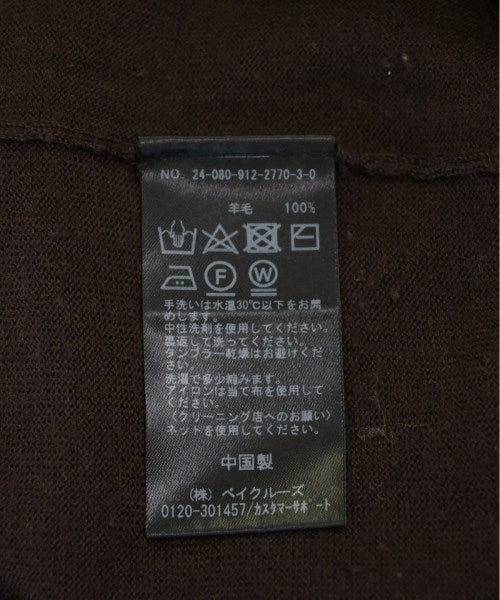 NO. 24-080-912-2770-3-0
羊毛 100%
F W
手洗いは水温30℃以下をお薦
めします。
中性洗剤を使用してください。
裏返して洗ってください。
タンブラー乾燥はお避けくだ
さい。
洗濯で多少縮みます。
アイロンは当て布を使用して
ください。
〈クリーニング店へのお願い〉
ネットを使用してください。
中国製
(株) ベイクルーズ
0120-301457/カスタマーサポート